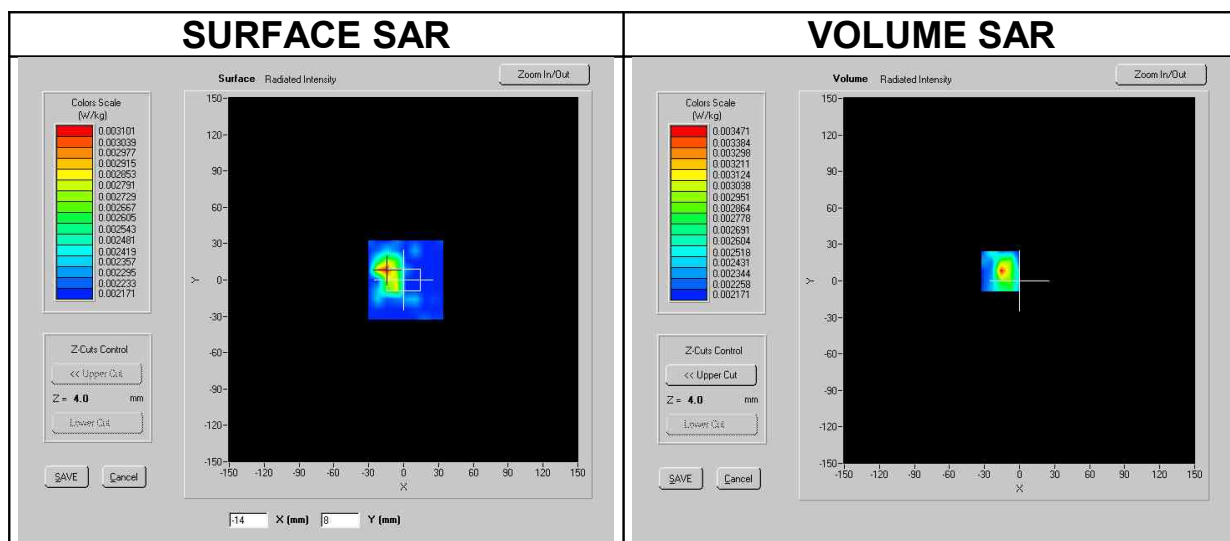 SURFACE SAR
VOLUME SAR
Surface Radiated Intensity
Zoom In/Out
Colors Scale
(W/kg)
0.003101
0.003039
0.002977
0.002915
0.002853
0.002791
0.002729
0.002667
0.002605
0.002543
0.002481
0.002419
0.002357
0.002295
0.002233
0.002171
150
120
90
60
30
0
-30
-60
-90
-120
-150
Y
-150 -120 -90 -60 -30 0 30 60 90 120 150
X
Z-Cuts Control
<< Upper Cut
Z = 4.0 mm
Lower Cut
SAVE Cancel
-14 X (mm) 8 Y (mm)
Volume Radiated Intensity
Zoom In/Out
Colors Scale
(W/kg)
0.003471
0.003384
0.003298
0.003211
0.003124
0.003038
0.002951
0.002864
0.002778
0.002691
0.002604
0.002518
0.002431
0.002344
0.002258
0.002171
150
120
90
60
30
0
-30
-60
-90
-120
-150
Y
-150 -120 -90 -60 -30 0 30 60 90 120 150
X
Z-Cuts Control
<< Upper Cut
Z = 4.0 mm
Lower Cut
SAVE Cancel